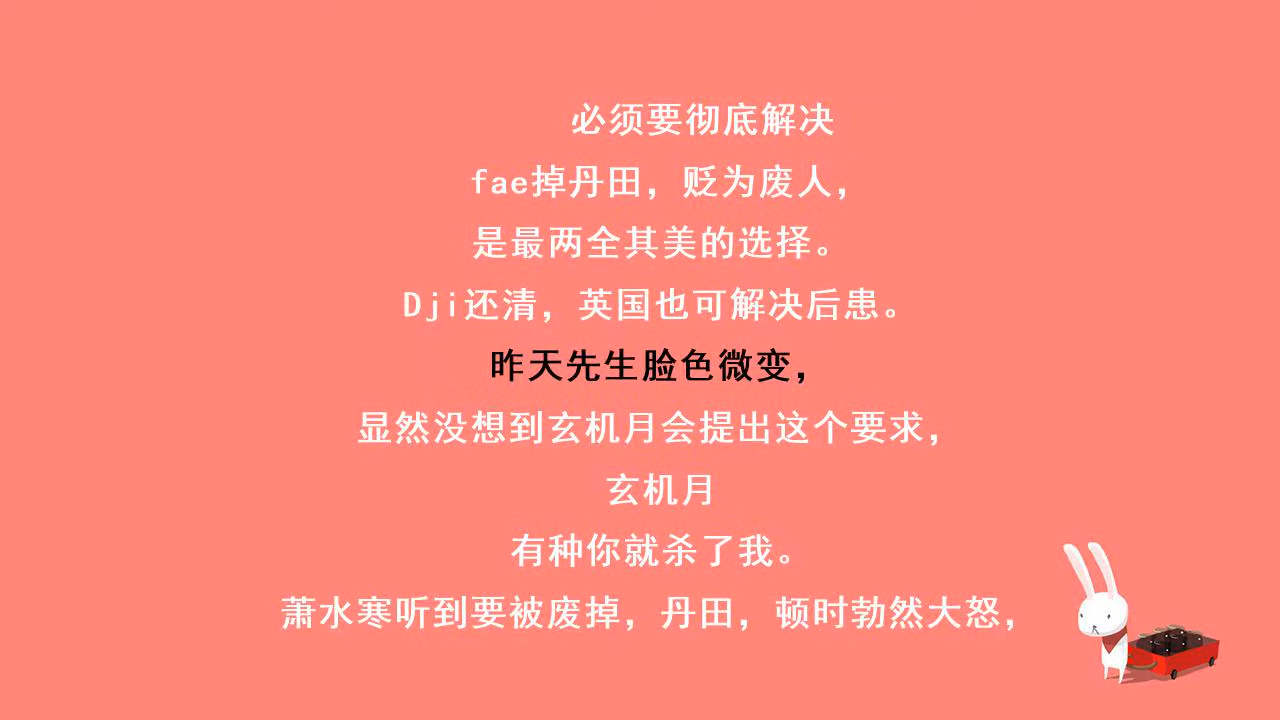 必须要彻底解决
fae掉丹田，贬为废人，
是最两全其美的选择。
Dji还清，英国也可解决后患。
昨天先生脸色微变，
显然没想到玄机月会提出这个要求，
玄机月
有种你就杀了我。
萧水寒听到要被废掉，丹田，顿时勃然大怒，